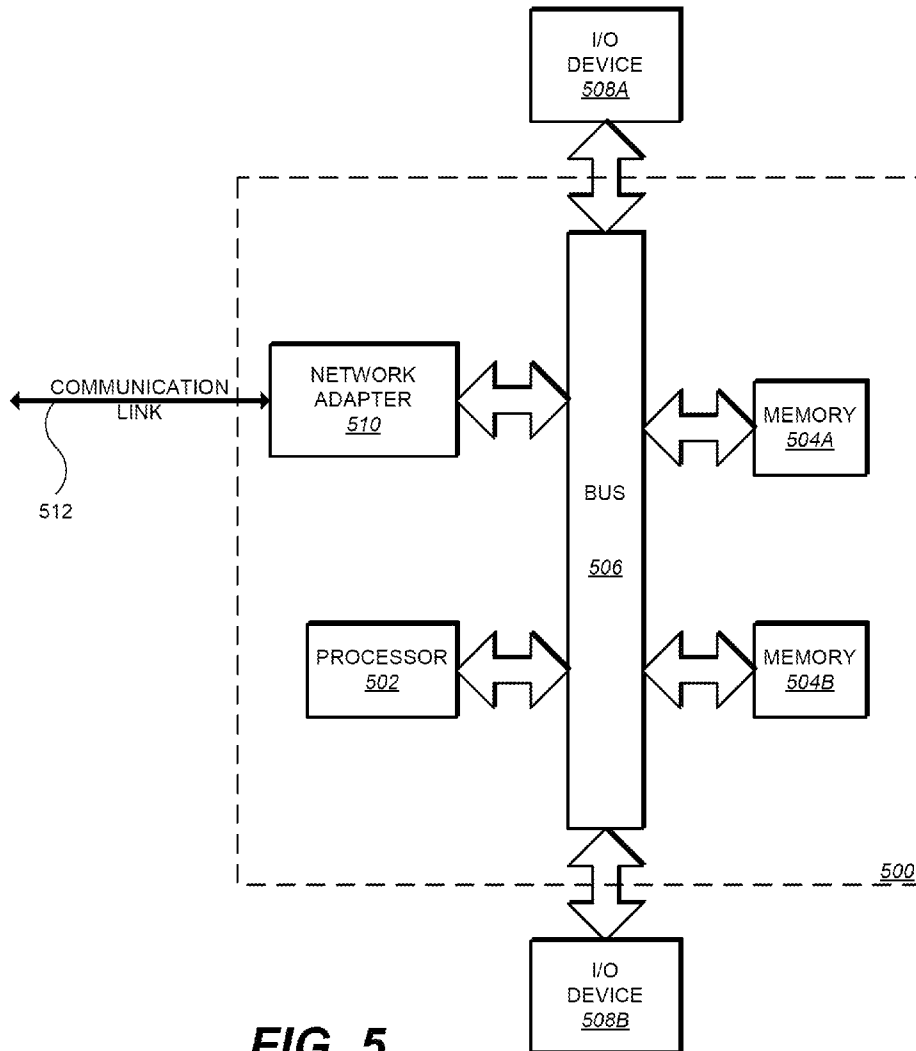 I/O
DEVICE
508A
COMMUNICATION
LINK
512
NETWORK
ADAPTER
510
MEMORY
504A
BUS
506
PROCESSOR
502
MEMORY
504B
500
I/O
DEVICE
508B
FIG. 5